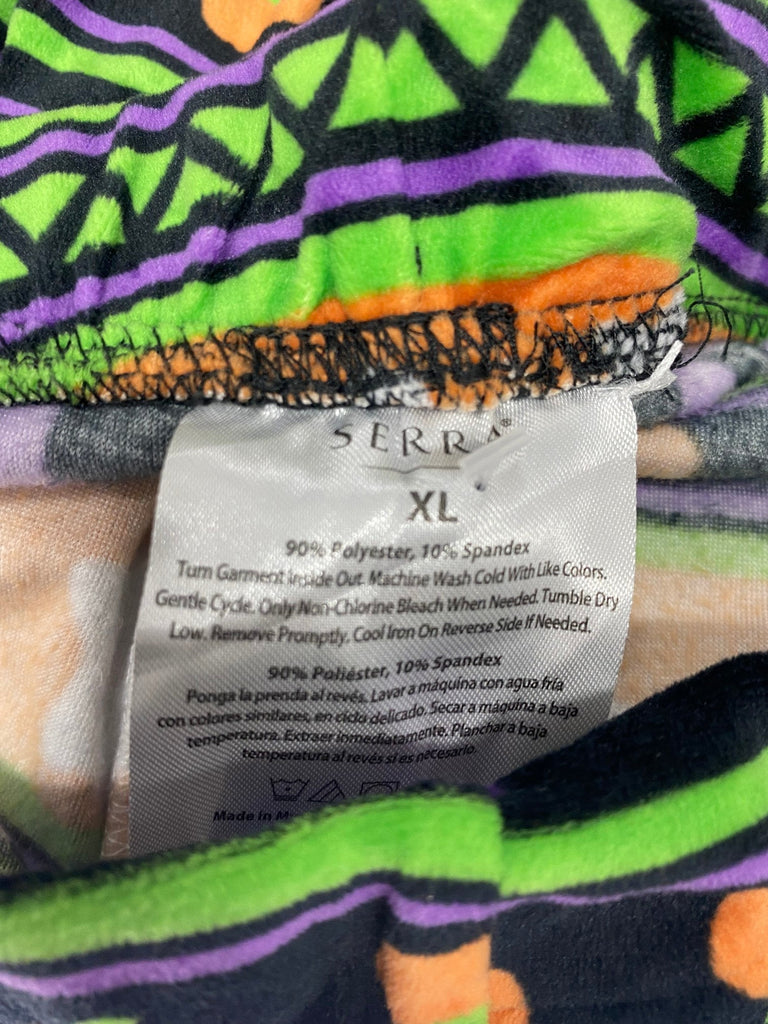 SERRA®
XL
90% Polyester, 10% Spandex
Turn Garment Inside Out. Machine Wash Cold With Like Colors.
Gentle Cycle. Only Non-Chlorine Bleach When Needed. Tumble Dry
Low. Remove Promptly. Cool Iron On Reverse Side If Needed.
90% Poliéster, 10% Spandex
Ponga la prenda al revés. Lavar a máquina con agua fría
con colores similares, en ciclo delicado. Secar a máquina a baja
temperatura. Extraer inmediatamente. Planchar a baja
temperatura al revés si es necesario.
Made in